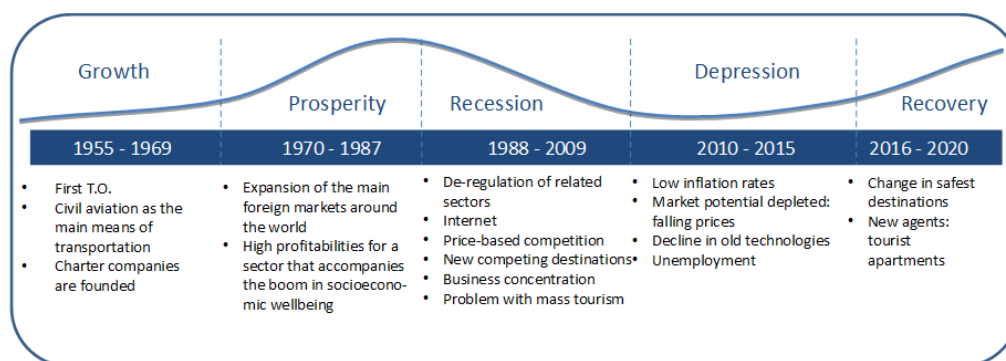 Growth
Prosperity
Recession
Depression
Recovery
1955 - 1969
1970 - 1987
1988 - 2009
2010 - 2015
2016 - 2020
• First T.O.
• Civil aviation as the
main means of
transportation
• Charter companies
are founded
• Expansion of the main
foreign markets around
the world
• High profitabilities for a
sector that accompanies
the boom in socioecono-
mic wellbeing
• De-regulation of related
sectors
• Internet
• Price-based competition
• New competing destinations
• Business concentration
• Problem with mass tourism
• Low inflation rates
• Market potential depleted:
falling prices
• Decline in old technologies
• Unemployment
• Change in safest
destinations
• New agents:
tourist
apartments